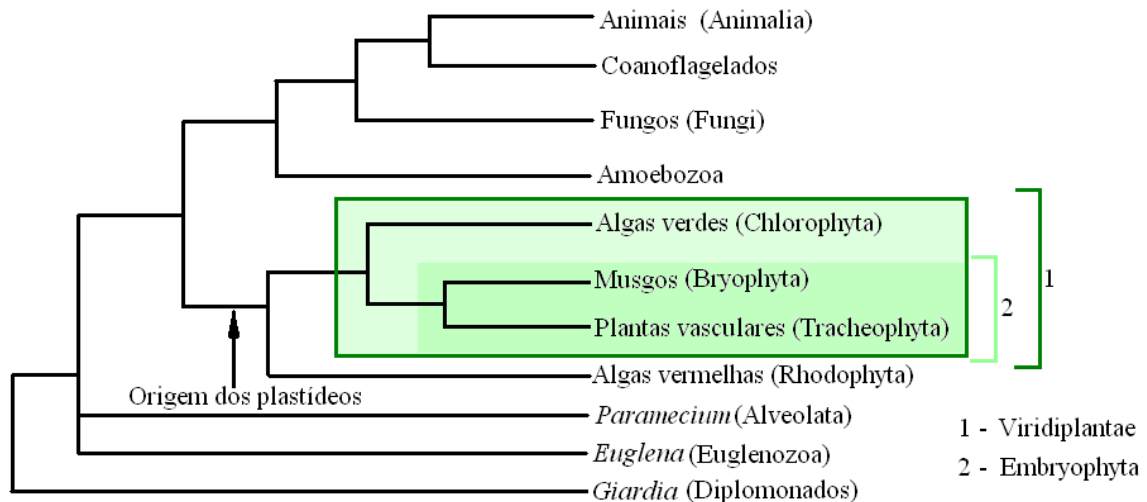 Animais (Animalia)
Coanoflagelados
Fungos (Fungi)
Amoebozoa
Algas verdes (Chlorophyta)
Musgos (Bryophyta)
Plantas vasculares (Tracheophyta)
2
1
Algas vermelhas (Rhodophyta)
Origem dos plastídeos
Paramecium (Alveolata)
Euglena (Euglenozoa)
Giardia (Diplomonados)
1 - Viridiplantae
2 - Embryophyta